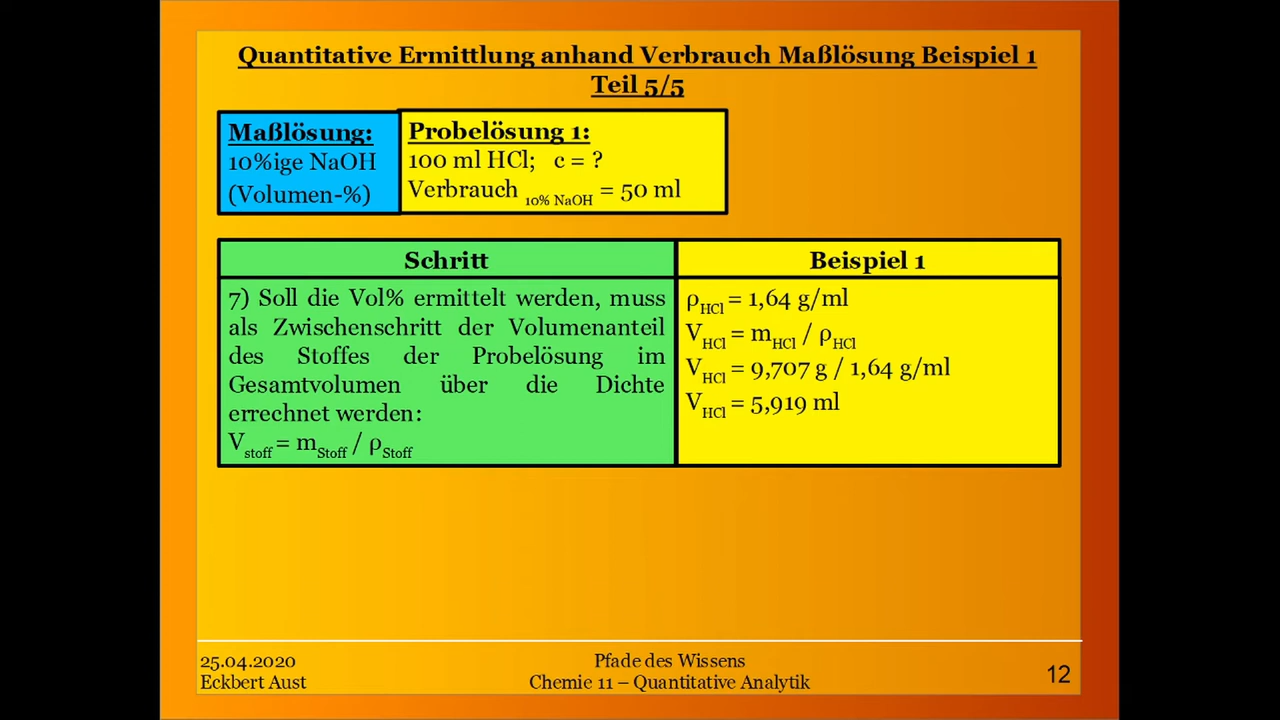 Quantitative Ermittlung anhand Verbrauch Maßlösung Beispiel 1
Teil 5/5
Maßlösung:
10%ige NaOH
(Volumen-%)
Probelösung 1:
100 ml HCl; c = ?
Verbrauch 10% NaOH = 50 ml
Schritt
7) Soll die Vol% ermittelt werden, muss
als Zwischenschritt der Volumenanteil
des Stoffes der Probelösung im
Gesamtvolumen über die Dichte
errechnet werden:
Vstoff = mStoff / ρStoff
Beispiel 1
ρHCl = 1,64 g/ml
VHCl = mHCl / ρHCl
VHCl = 9,707 g / 1,64 g/ml
VHCl = 5,919 ml
25.04.2020
Eckbert Aust
Pfade des Wissens
Chemie 11 – Quantitative Analytik
12